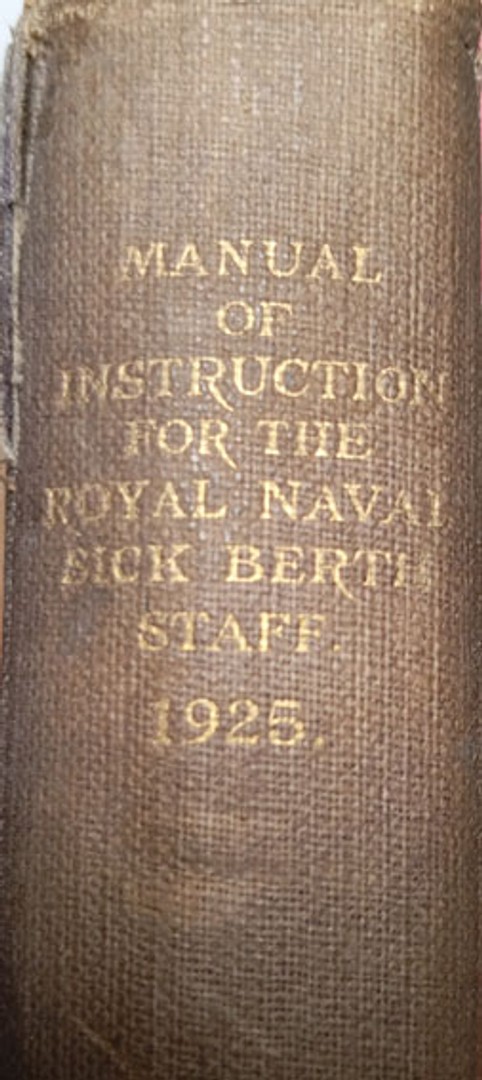 MANUAL
OF
INSTRUCTION
FOR THE
ROYAL NAVAL
SICK BERTH
STAFF.
1925.